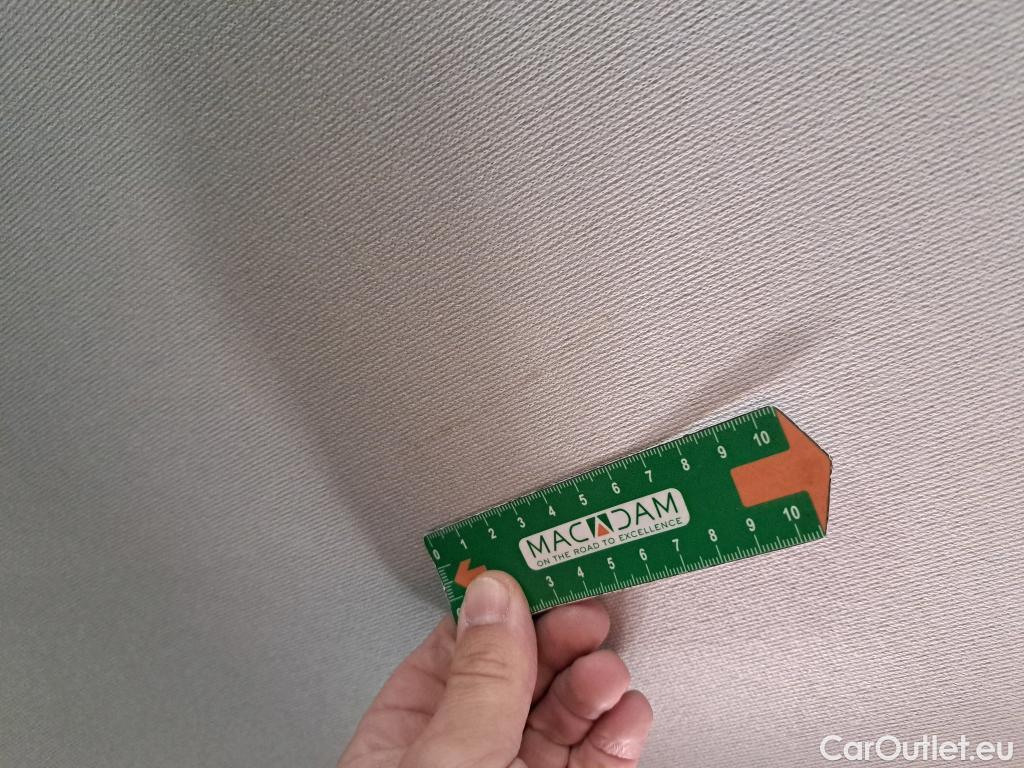 0 1 2 3 4 5 6 7 8 9 10
MACADAM
ON THE ROAD TO EXCELLENCE
3 4 5 6 7 8 9 10
CarOutlet.eu